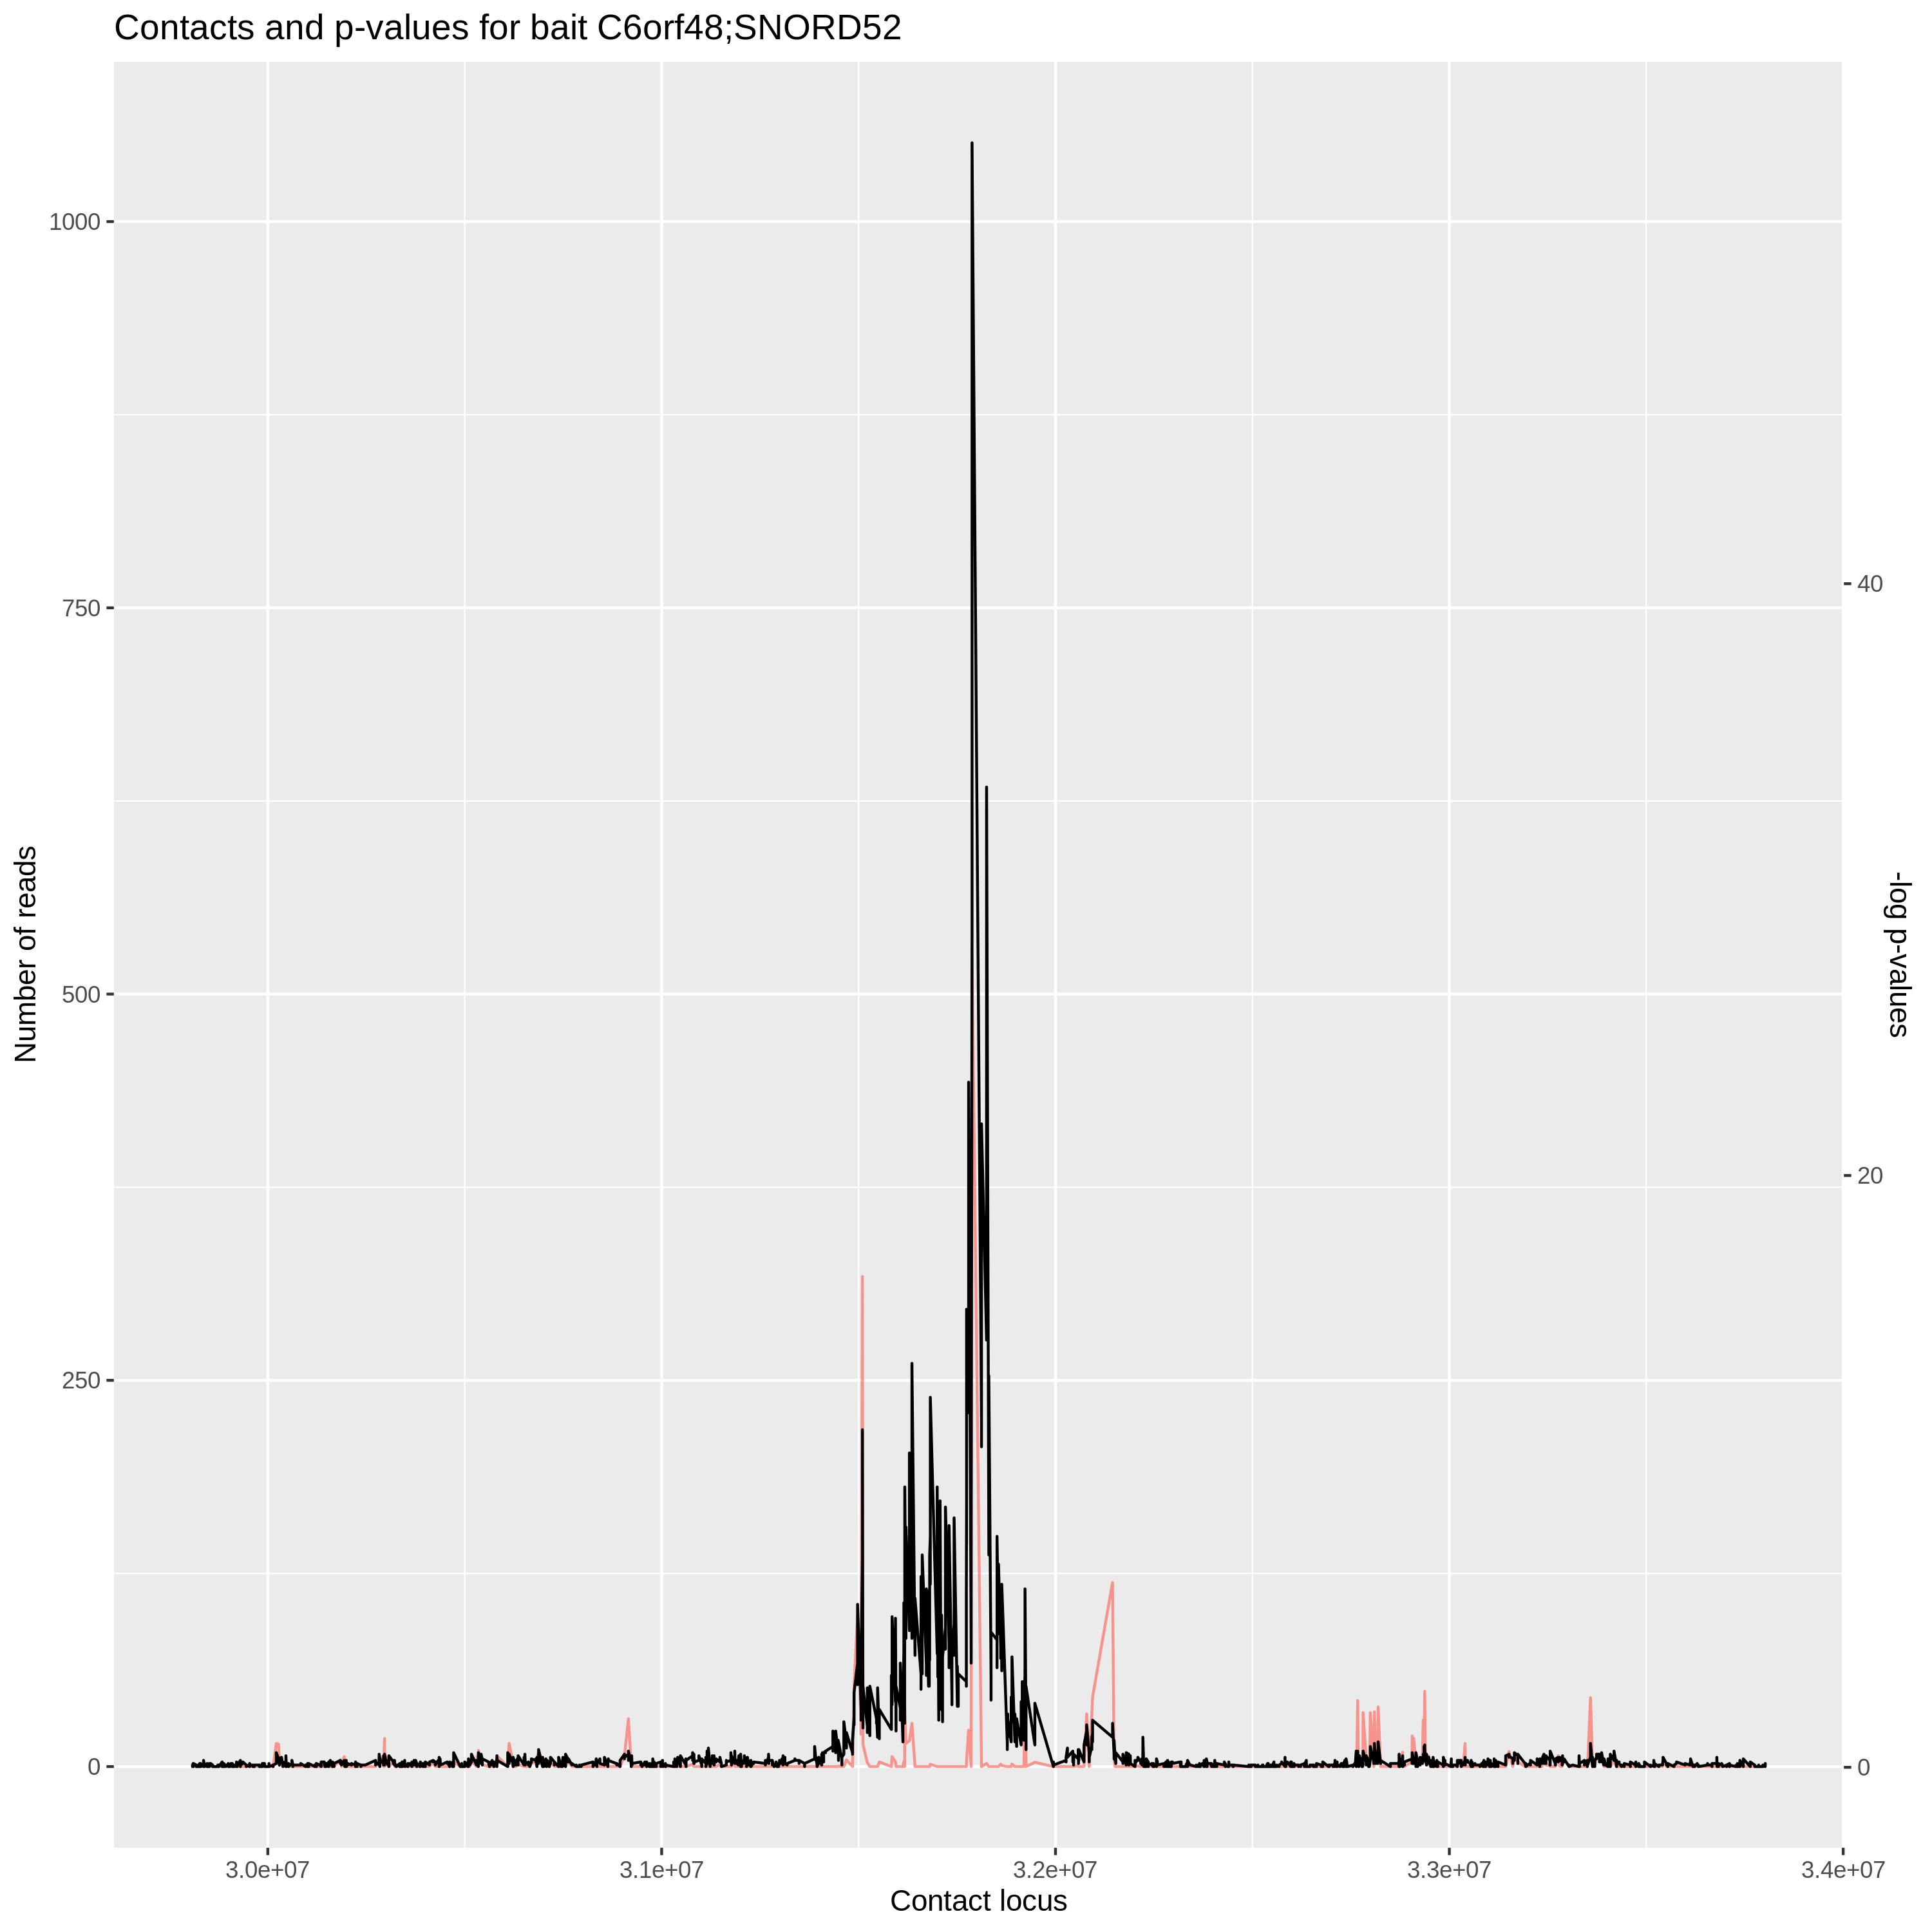 Contacts and p-values for bait C6orf48;SNORD52
1000
750
500
250
0
Number of reads
40
20
0
-log p-values
3.0e+07
3.1e+07
3.2e+07
3.3e+07
3.4e+07
Contact locus